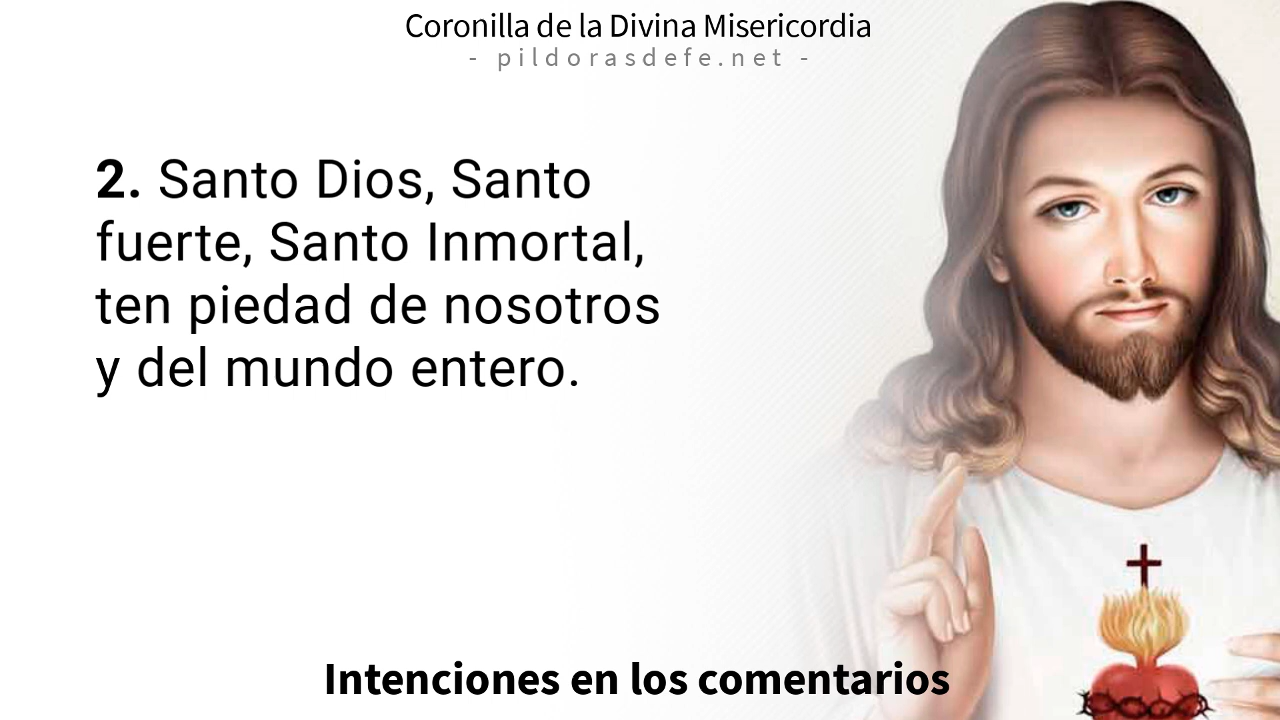 Coronilla de la Divina Misericordia
- pildorasdefe.net -
2. Santo Dios, Santo
fuerte, Santo Inmortal,
ten piedad de nosotros
y del mundo entero.
Intenciones en los comentarios